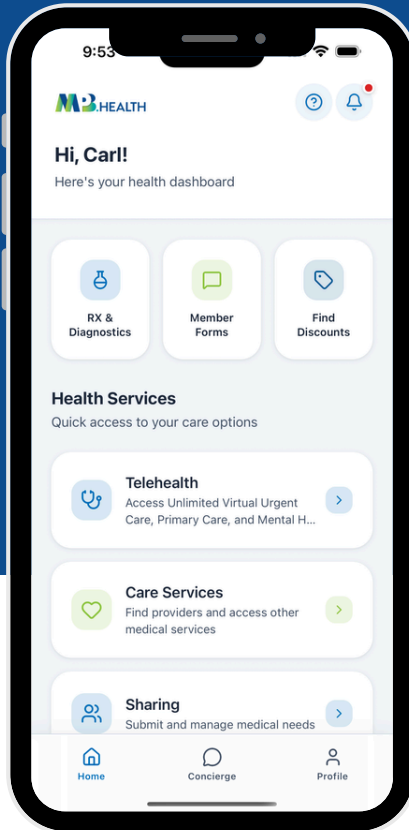 9:53
MPB.HEALTH
Hi, Carl!
Here's your health dashboard
RX &
Diagnostics
Member
Forms
Find
Discounts
Health Services
Quick access to your care options
Telehealth
Access Unlimited Virtual Urgent
Care, Primary Care, and Mental H...
Care Services
Find providers and access other
medical services
Sharing
Submit and manage medical needs
Home
Concierge
Profile